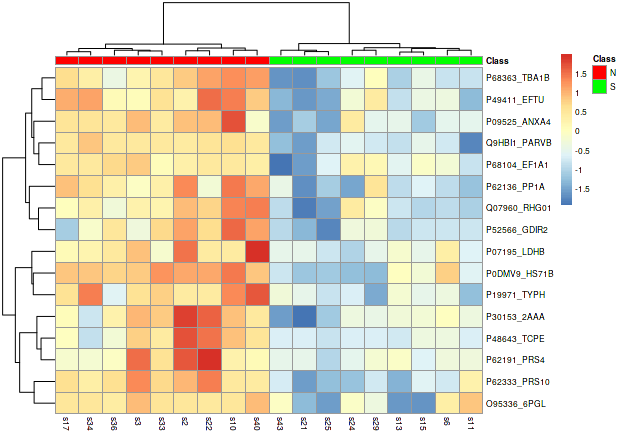 Class
P68363_TBA1B
P49411_EFTU
P09525_ANXA4
Q9HBI1_PARVB
P68104_EF1A1
P62136_PP1A
Q07960_RHG01
P52566_GDIR2
P07195_LDHB
P0DMV9_HS71B
P19971_TYPH
P30153_2AAA
P48643_TCPE
P62191_PRS4
P62333_PRS10
O95336_6PGL
s17 s34 s36 s3 s33 s2 s22 s10 s40 s43 s21 s25 s24 s29 s13 s15 s6 s11
1.5
1
0.5
0
-0.5
-1
-1.5
Class
N
S